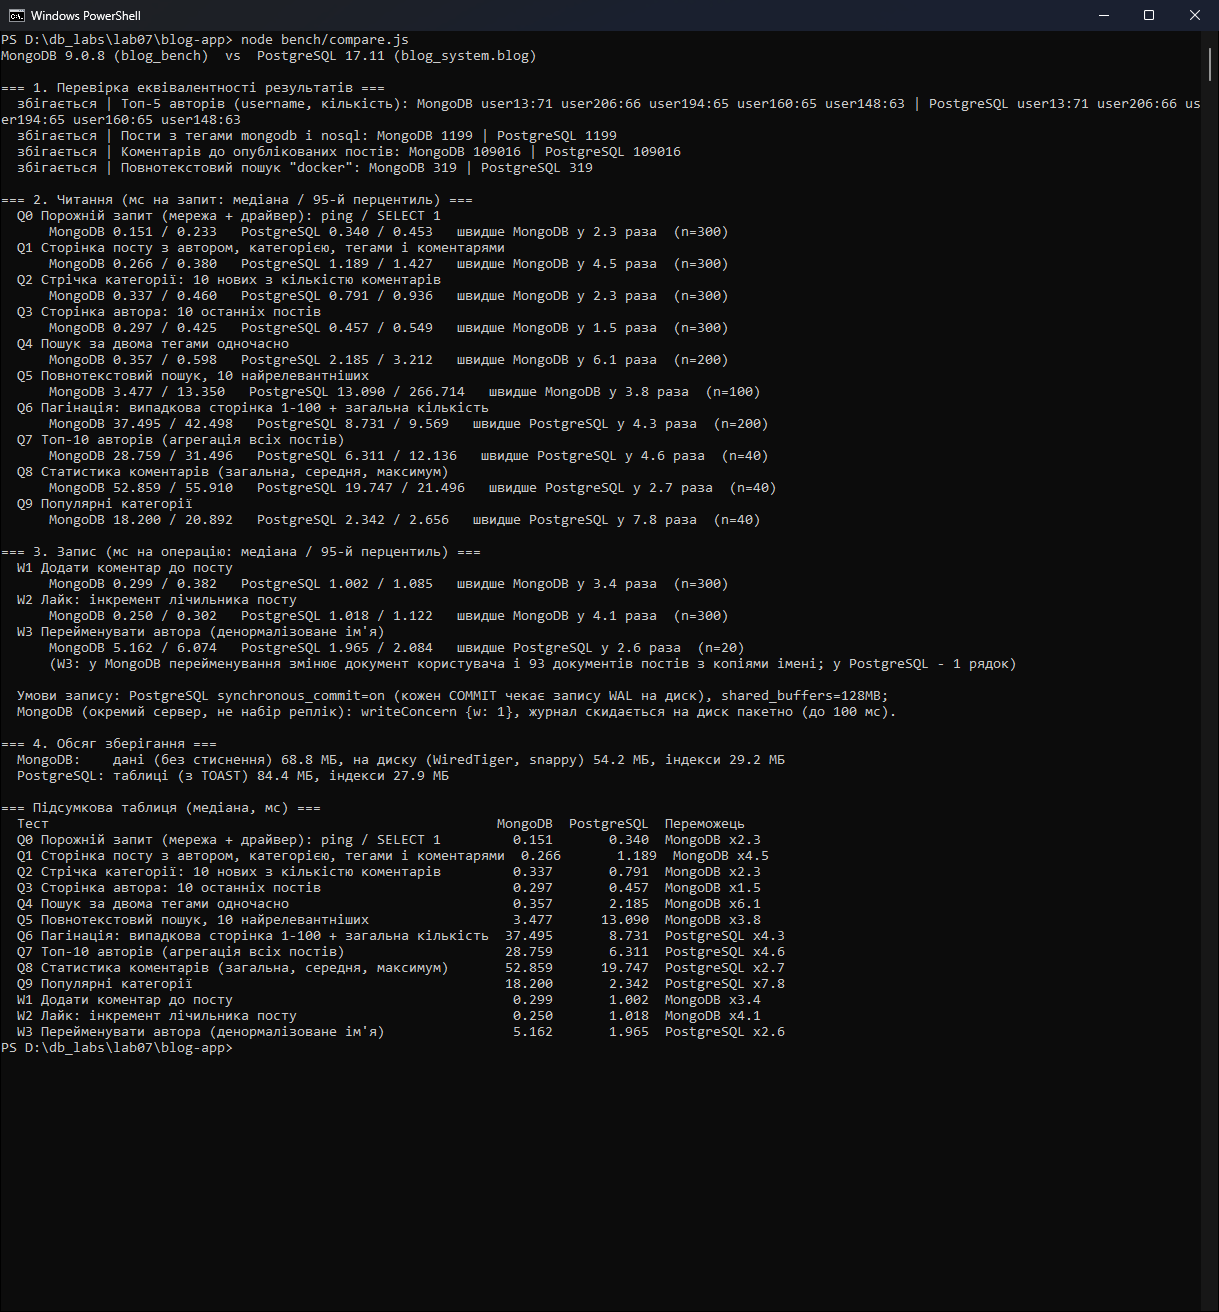 Windows PowerShell
PS D:\db_labs\lab07\blog-app> node bench/compare.js
MongoDB 9.0.8 (blog_bench)  vs  PostgreSQL 17.11 (blog_system.blog)
=== 1. Перевірка еквівалентності результатів ===
збігається | Топ-5 авторів (username, кількість): MongoDB user13:71 user206:66 user194:65 user160:65 user148:63 | PostgreSQL user13:71 user206:66 us
er194:65 user160:65 user148:63
збігається | Пости з тегами mongodb і nosql: MongoDB 1199 | PostgreSQL 1199
збігається | Коментарів до опублікованих постів: MongoDB 109016 | PostgreSQL 109016
збігається | Повнотекстовий пошук "docker": MongoDB 319 | PostgreSQL 319
=== 2. Читання (мс на запит: медіана / 95-й перцентиль) ===
Q0 Порожній запит (мережа + драйвер): ping / SELECT 1
MongoDB 0.151 / 0.233   PostgreSQL 0.340 / 0.453   швидше MongoDB у 2.3 раза  (n=300)
Q1 Сторінка посту з автором, категорією, тегами і коментарями
MongoDB 0.266 / 0.380   PostgreSQL 1.189 / 1.427   швидше MongoDB у 4.5 раза  (n=300)
Q2 Стрічка категорії: 10 нових з кількістю коментарів
MongoDB 0.337 / 0.460   PostgreSQL 0.791 / 0.936   швидше MongoDB у 2.3 раза  (n=300)
Q3 Сторінка автора: 10 останніх постів
MongoDB 0.297 / 0.425   PostgreSQL 0.457 / 0.549   швидше MongoDB у 1.5 раза  (n=300)
Q4 Пошук за двома тегами одночасно
MongoDB 0.357 / 0.598   PostgreSQL 2.185 / 3.212   швидше MongoDB у 6.1 раза  (n=200)
Q5 Повнотекстовий пошук, 10 найрелевантніших
MongoDB 3.477 / 13.350   PostgreSQL 13.090 / 266.714   швидше MongoDB у 3.8 раза  (n=100)
Q6 Пагінація: випадкова сторінка 1-100 + загальна кількість
MongoDB 37.495 / 42.498   PostgreSQL 8.731 / 9.569   швидше PostgreSQL у 4.3 раза  (n=200)
Q7 Топ-10 авторів (агрегація всіх постів)
MongoDB 28.759 / 31.496   PostgreSQL 6.311 / 12.136   швидше PostgreSQL у 4.6 раза  (n=40)
Q8 Статистика коментарів (загальна, середня, максимум)
MongoDB 52.859 / 55.910   PostgreSQL 19.747 / 21.496   швидше PostgreSQL у 2.7 раза  (n=40)
Q9 Популярні категорії
MongoDB 18.200 / 20.892   PostgreSQL 2.342 / 2.656   швидше PostgreSQL у 7.8 раза  (n=40)
=== 3. Запис (мс на операцію: медіана / 95-й перцентиль) ===
W1 Додати коментар до посту
MongoDB 0.299 / 0.382   PostgreSQL 1.002 / 1.085   швидше MongoDB у 3.4 раза  (n=300)
W2 Лайк: інкремент лічильника посту
MongoDB 0.250 / 0.302   PostgreSQL 1.018 / 1.122   швидше MongoDB у 4.1 раза  (n=300)
W3 Перейменувати автора (денормалізоване ім'я)
MongoDB 5.162 / 6.074   PostgreSQL 1.965 / 2.084   швидше PostgreSQL у 2.6 раза  (n=20)
(W3: у MongoDB перейменування змінює документ користувача і 93 документів постів з копіями імені; у PostgreSQL - 1 рядок)
Умови запису: PostgreSQL synchronous_commit=on (кожен COMMIT чекає запису WAL на диск), shared_buffers=128MB;
MongoDB (окремий сервер, не набір реплік): writeConcern {w: 1}, журнал скидається на диск пакетно (до 100 мс).
=== 4. Обсяг зберігання ===
MongoDB:    дані (без стиснення) 68.8 МБ, на диску (WiredTiger, snappy) 54.2 МБ, індекси 29.2 МБ
PostgreSQL: таблиці (з TOAST) 84.4 МБ, індекси 27.9 МБ
=== Підсумкова таблиця (медіана, мс) ===
Тест   MongoDB  PostgreSQL  Переможець
Q0 Порожній запит (мережа + драйвер): ping / SELECT 1   0.151   0.340  MongoDB x2.3
Q1 Сторінка посту з автором, категорією, тегами і коментарями  0.266   1.189  MongoDB x4.5
Q2 Стрічка категорії: 10 нових з кількістю коментарів   0.337   0.791  MongoDB x2.3
Q3 Сторінка автора: 10 останніх постів   0.297   0.457  MongoDB x1.5
Q4 Пошук за двома тегами одночасно   0.357   2.185  MongoDB x6.1
Q5 Повнотекстовий пошук, 10 найрелевантніших   3.477   13.090  MongoDB x3.8
Q6 Пагінація: випадкова сторінка 1-100 + загальна кількість  37.495   8.731  PostgreSQL x4.3
Q7 Топ-10 авторів (агрегація всіх постів)   28.759   6.311  PostgreSQL x4.6
Q8 Статистика коментарів (загальна, середня, максимум)   52.859   19.747  PostgreSQL x2.7
Q9 Популярні категорії   18.200   2.342  PostgreSQL x7.8
W1 Додати коментар до посту   0.299   1.002  MongoDB x3.4
W2 Лайк: інкремент лічильника посту   0.250   1.018  MongoDB x4.1
W3 Перейменувати автора (денормалізоване ім'я)   5.162   1.965  PostgreSQL x2.6
PS D:\db_labs\lab07\blog-app>